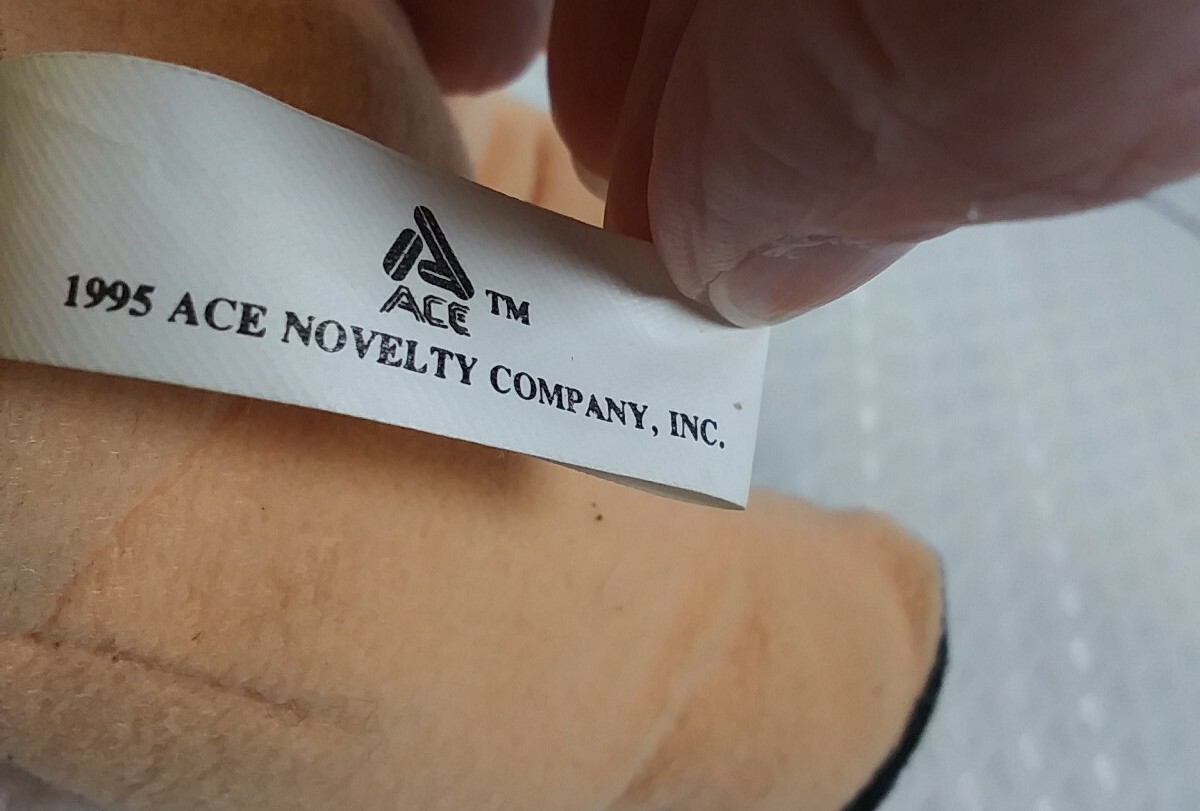 ACE TM
1995 ACE NOVELTY COMPANY, INC.